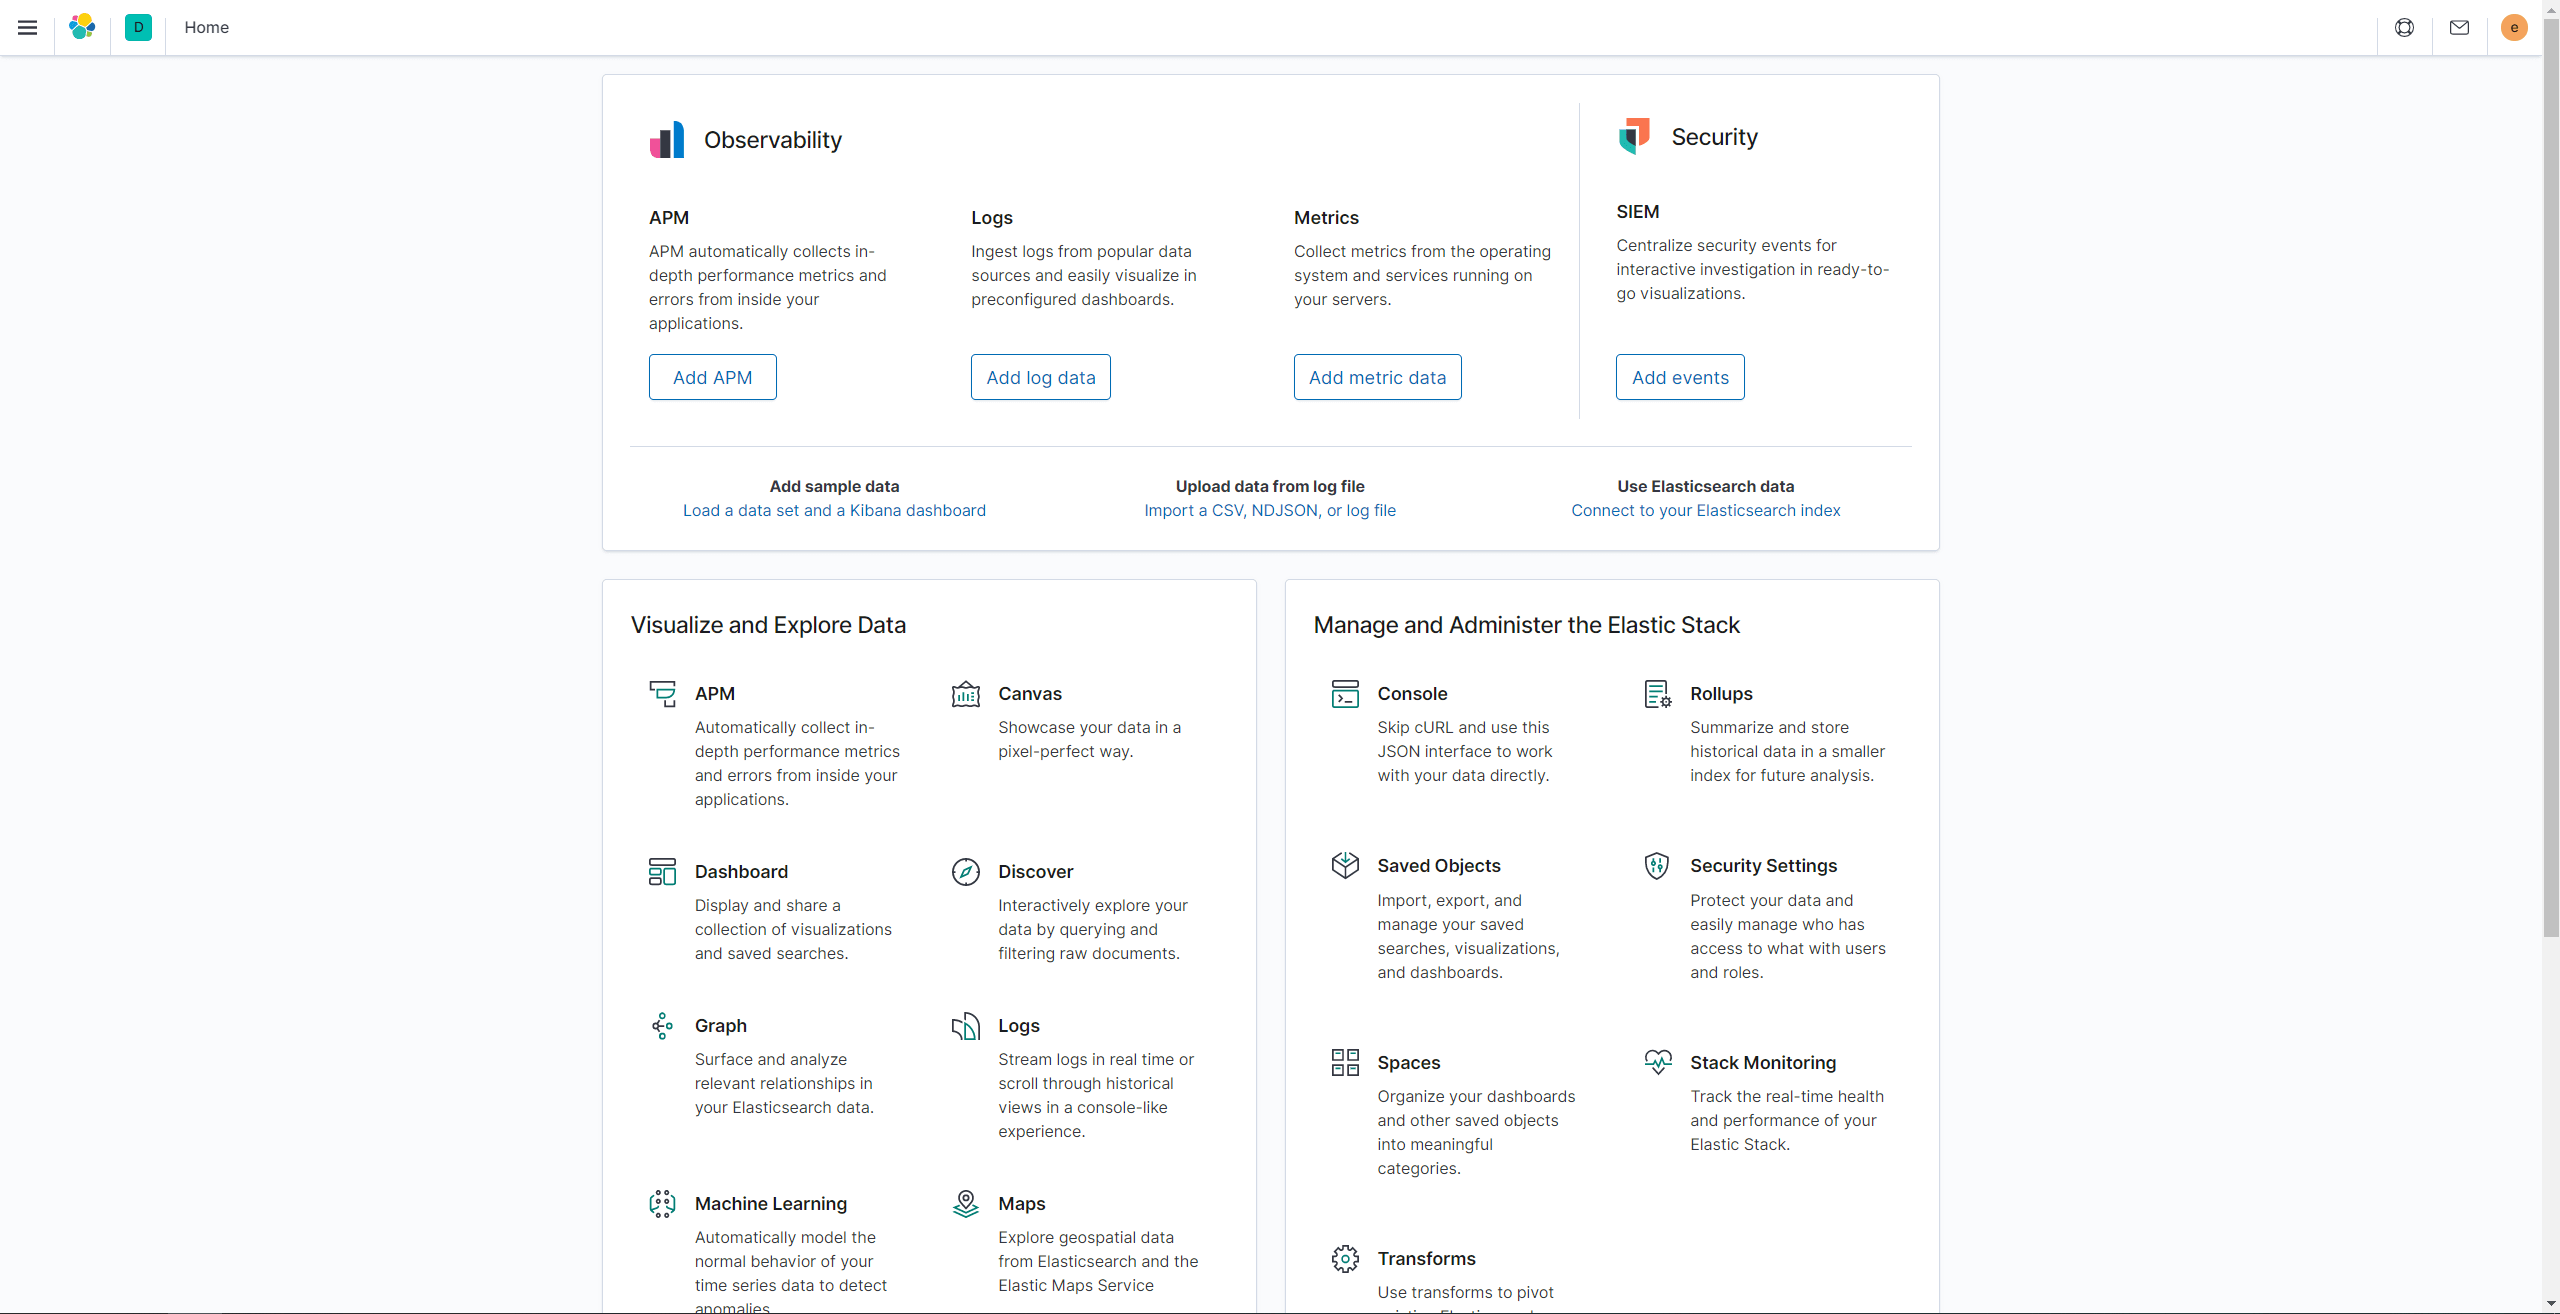 D
Home
e
Observability
Security
APM
APM automatically collects in-
depth performance metrics and
errors from inside your
applications.
Add APM
Logs
Ingest logs from popular data
sources and easily visualize in
preconfigured dashboards.
Add log data
Metrics
Collect metrics from the operating
system and services running on
your servers.
Add metric data
SIEM
Centralize security events for
interactive investigation in ready-to-
go visualizations.
Add events
Add sample data
Load a data set and a Kibana dashboard
Upload data from log file
Import a CSV, NDJSON, or log file
Use Elasticsearch data
Connect to your Elasticsearch index
Visualize and Explore Data
APM
Automatically collect in-
depth performance metrics
and errors from inside your
applications.
Canvas
Showcase your data in a
pixel-perfect way.
Dashboard
Display and share a
collection of visualizations
and saved searches.
Discover
Interactively explore your
data by querying and
filtering raw documents.
Graph
Surface and analyze
relevant relationships in
your Elasticsearch data.
Logs
Stream logs in real time or
scroll through historical
views in a console-like
experience.
Machine Learning
Automatically model the
normal behavior of your
time series data to detect
anomalies
Maps
Explore geospatial data
from Elasticsearch and the
Elastic Maps Service
Manage and Administer the Elastic Stack
Console
Skip cURL and use this
JSON interface to work
with your data directly.
Rollups
Summarize and store
historical data in a smaller
index for future analysis.
Saved Objects
Import, export, and
manage your saved
searches, visualizations,
and dashboards.
Security Settings
Protect your data and
easily manage who has
access to what with users
and roles.
Spaces
Organize your dashboards
and other saved objects
into meaningful
categories.
Stack Monitoring
Track the real-time health
and performance of your
Elastic Stack.
Transforms
Use transforms to pivot